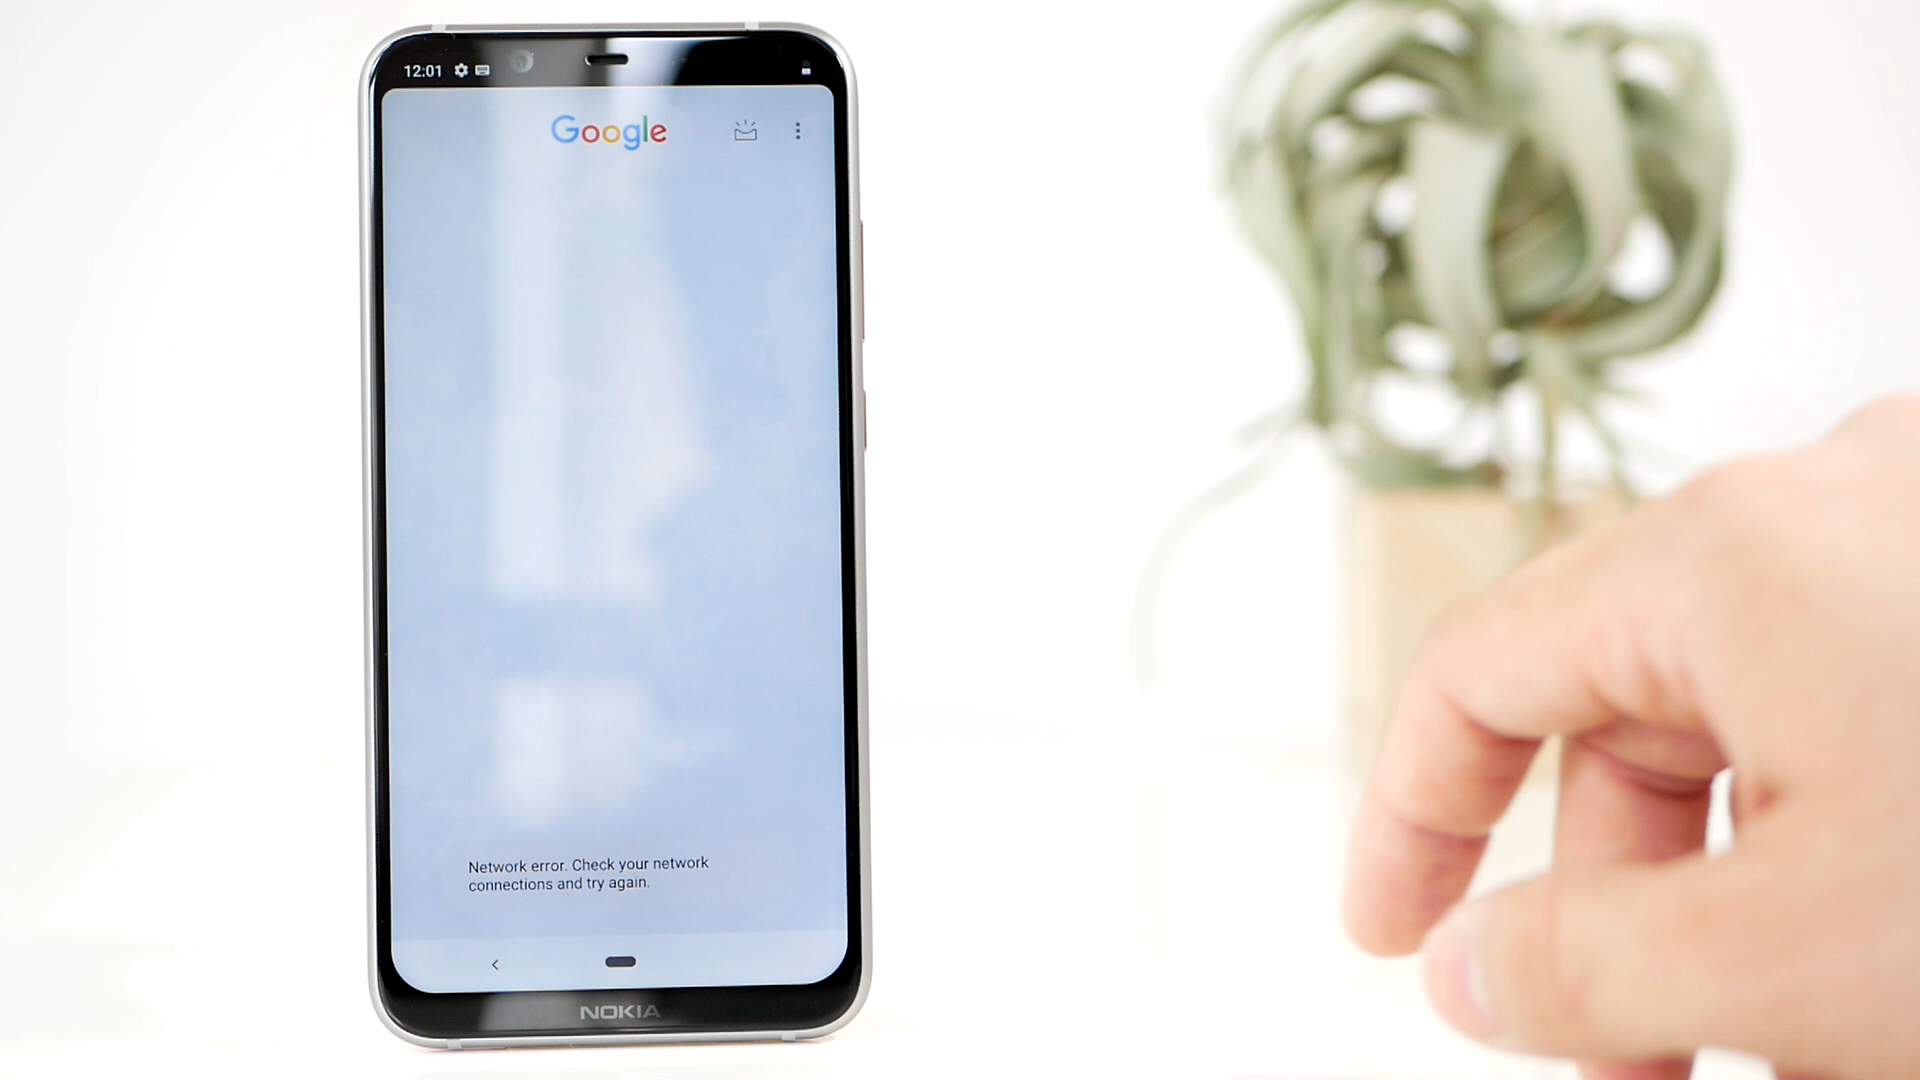 12:01
Google
Network error. Check your network
connections and try again.
NOKIA